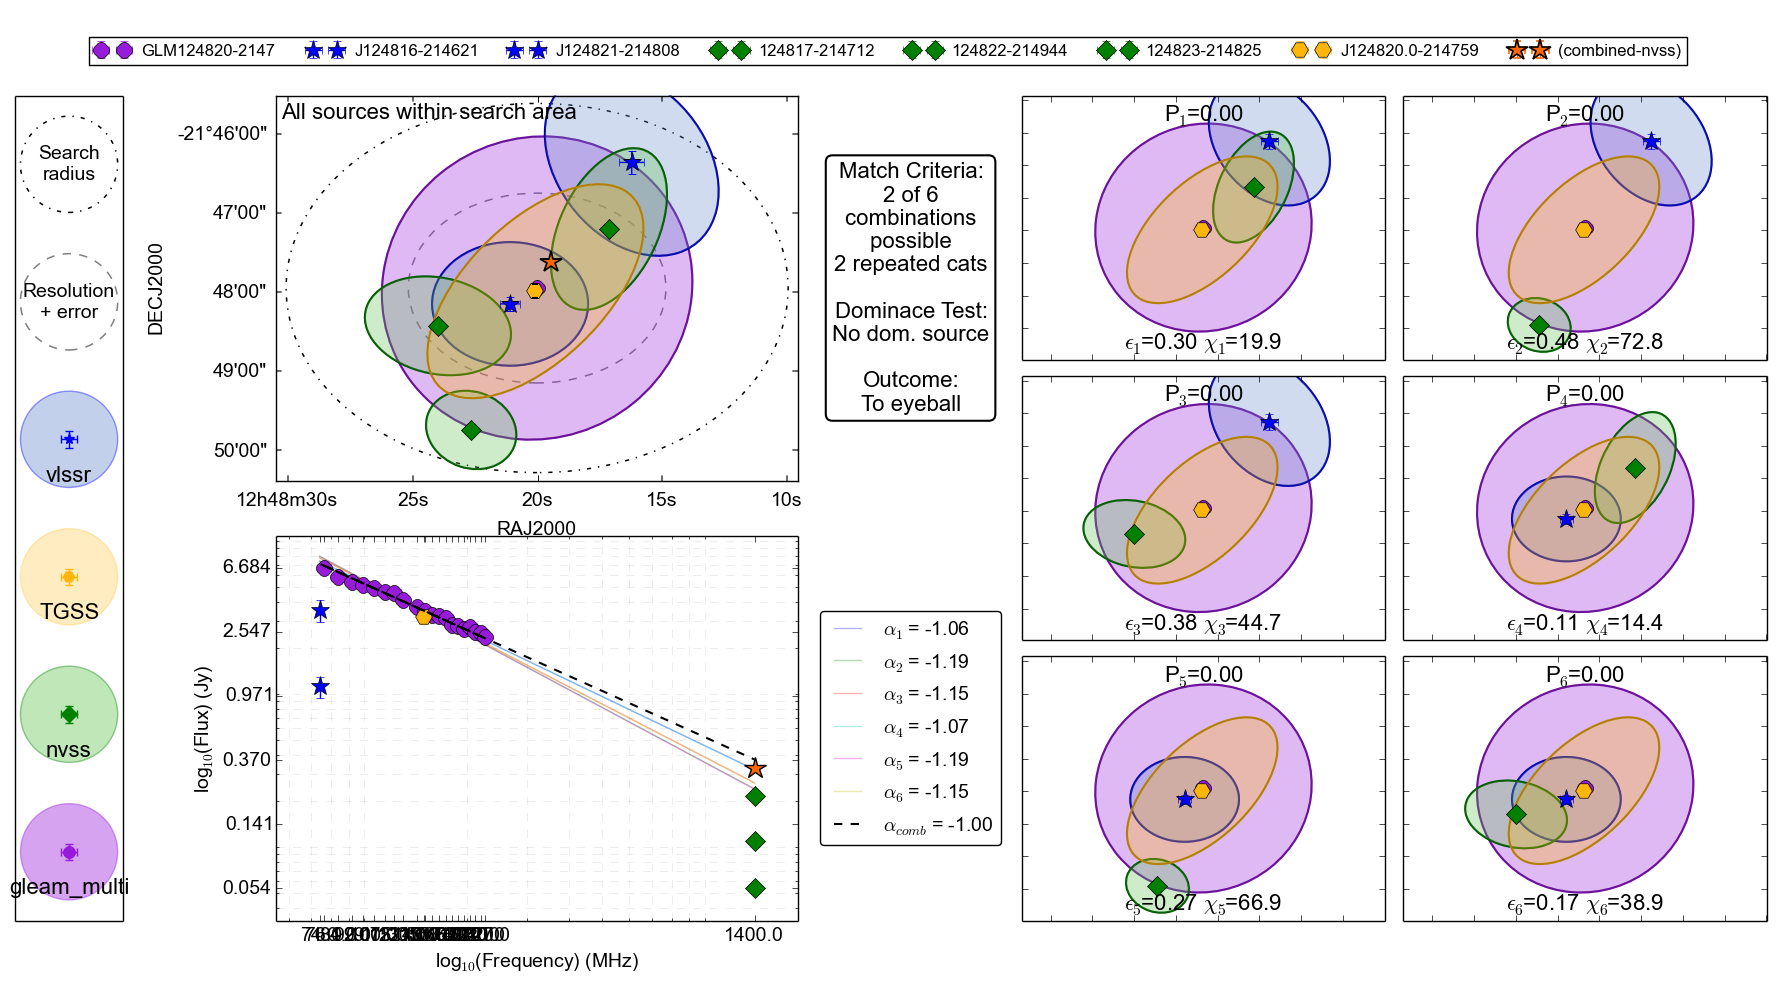 GLM124820-2147 J124816-214621 J124821-214808 124817-214712 124822-214944 124823-214825 J124820.0-214759 (combined-nvss)
Search
radius
Resolution
+ error
vlssr
TGSS
nvss
gleam_multi
All sources within search area
DECJ2000
-21°46'00"
47'00"
48'00"
49'00"
50'00"
12h48m30s 25s 20s 15s 10s
RAJ2000
Match Criteria:
2 of 6
combinations
possible
2 repeated cats
Dominace Test:
No dom. source
Outcome:
To eyeball
log10(Flux) (Jy)
6.684
2.547
0.971
0.370
0.141
0.054
1400.0
log10(Frequency) (MHz)
α1 = -1.06
α2 = -1.19
α3 = -1.15
α4 = -1.07
α5 = -1.19
α6 = -1.15
αcomb = -1.00
P1=0.00
ϵ1=0.30 χ1=19.9
P2=0.00
ϵ2=0.48 χ2=72.8
P3=0.00
ϵ3=0.38 χ3=44.7
P4=0.00
ϵ4=0.11 χ4=14.4
P5=0.00
ϵ5=0.27 χ5=66.9
P6=0.00
ϵ6=0.17 χ6=38.9